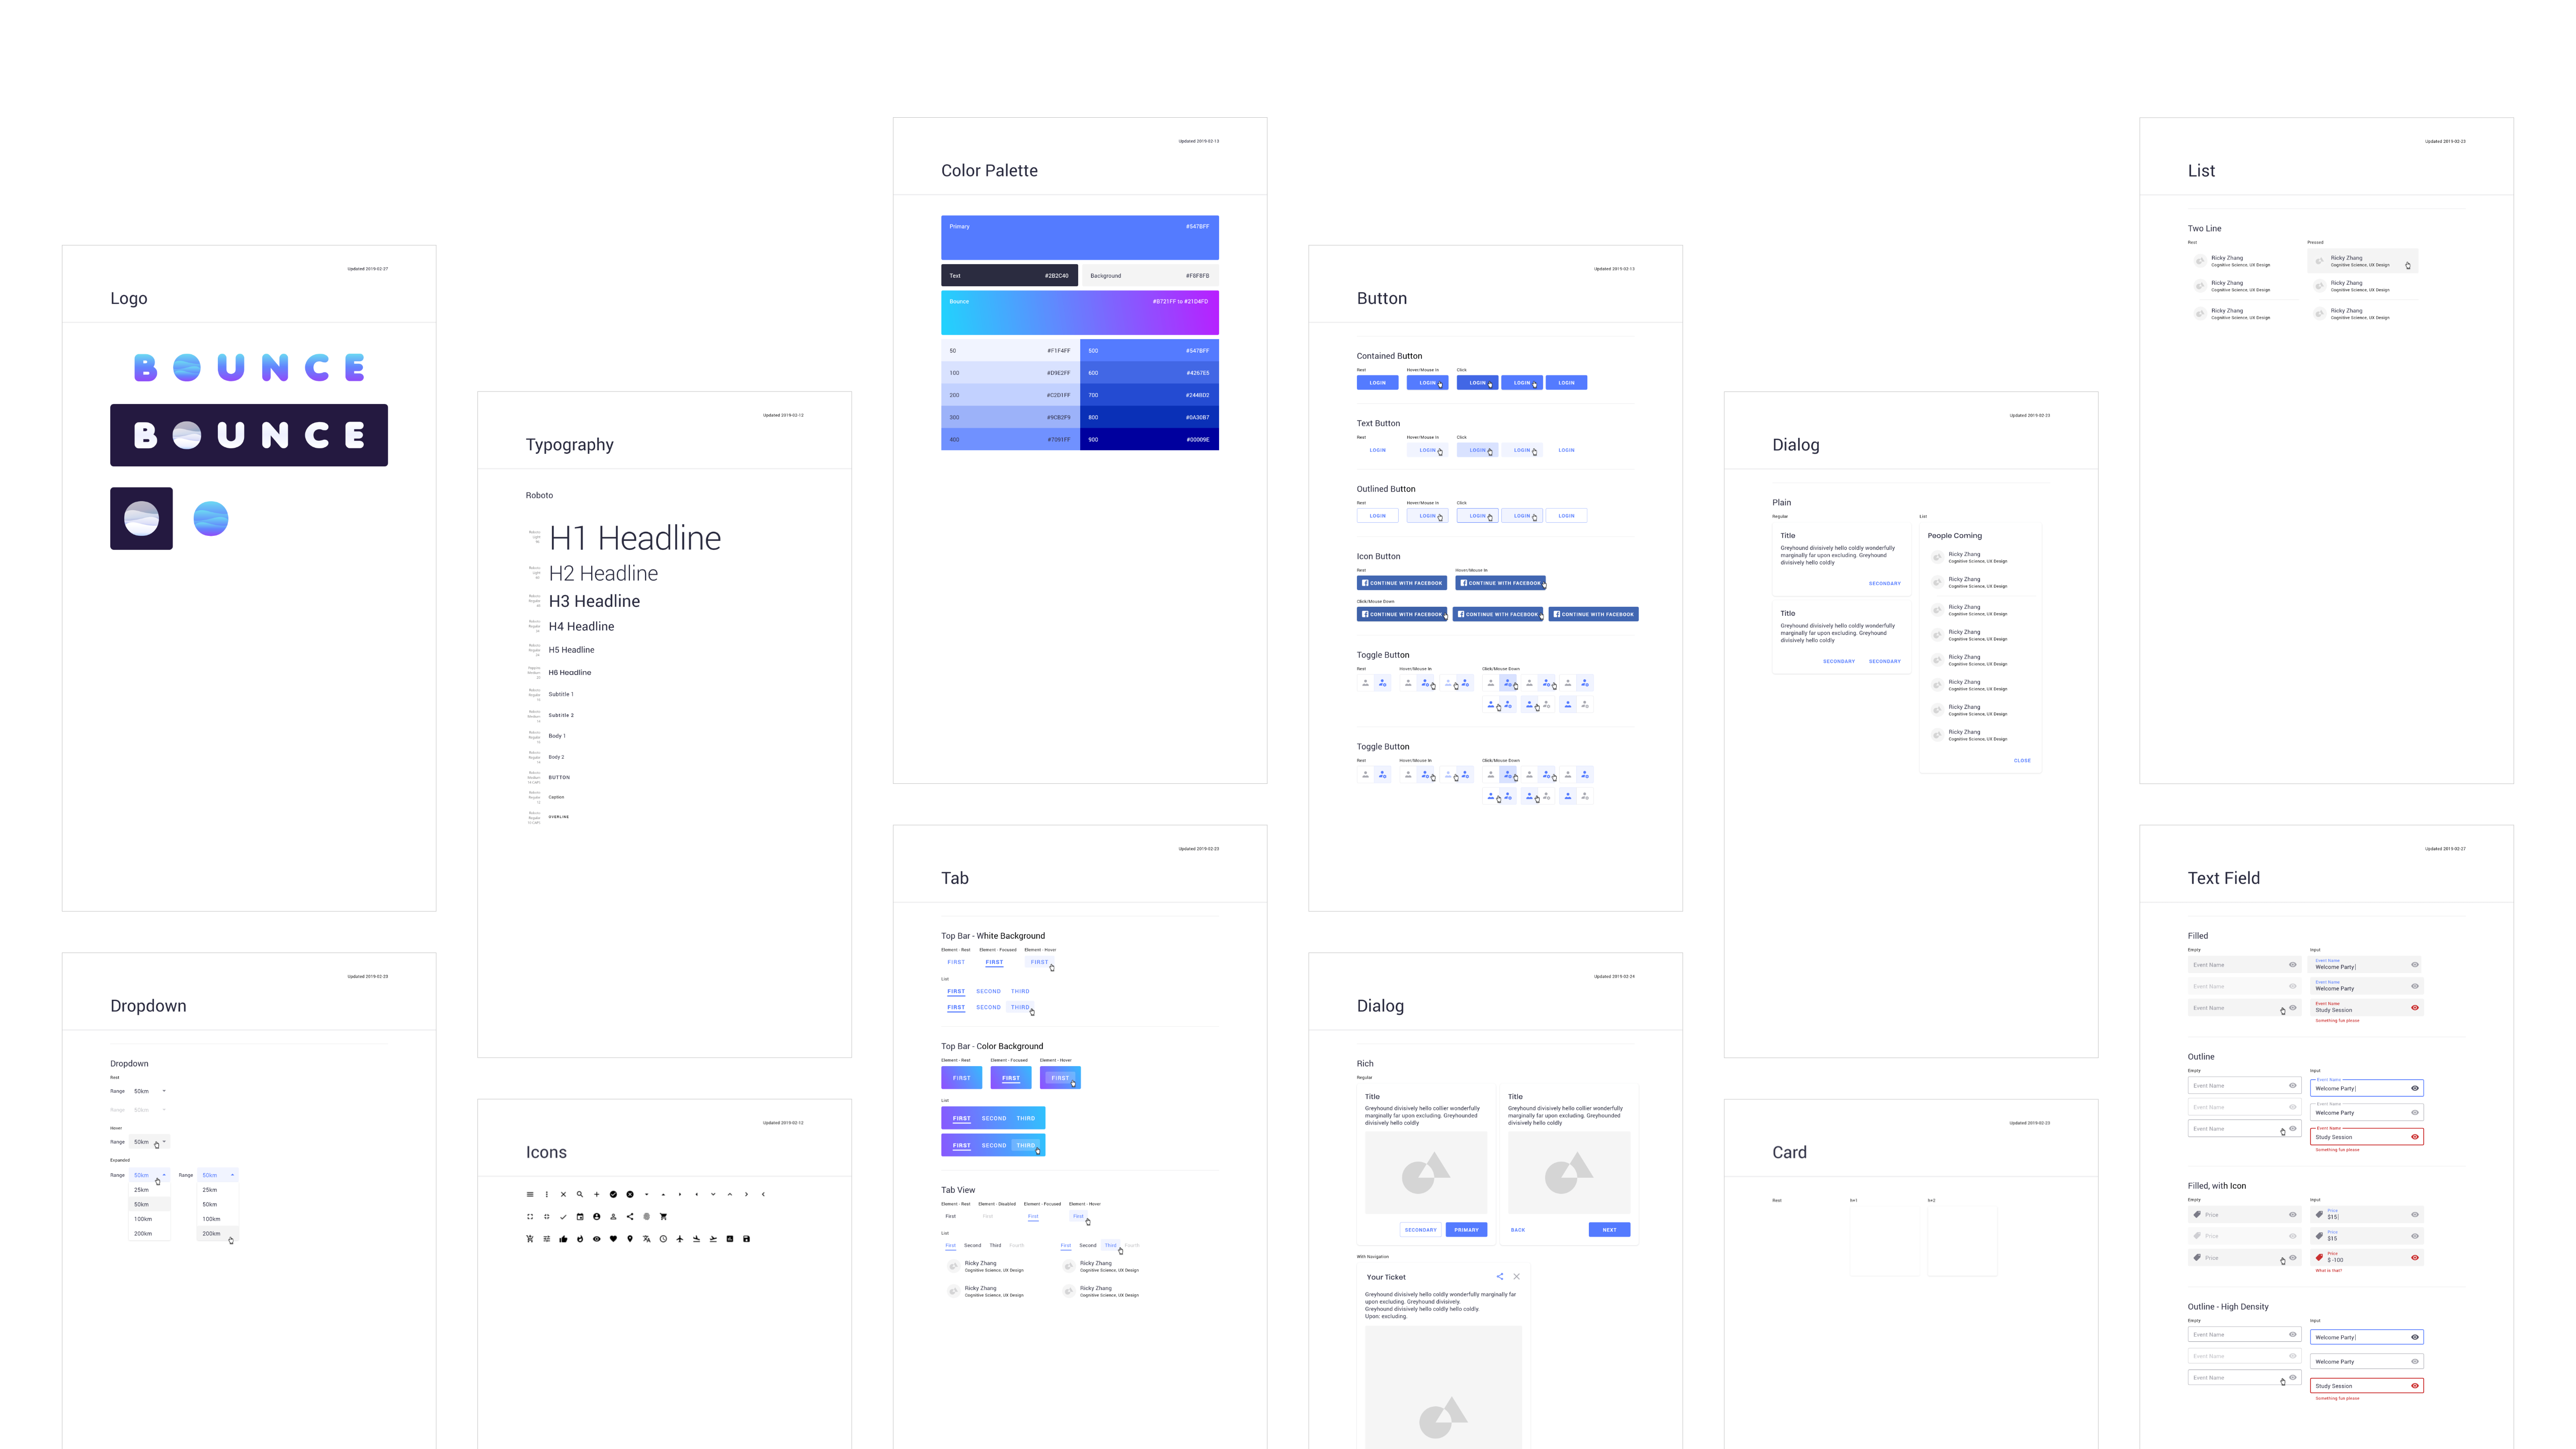 Updated 2019-02-27
Logo
BOUNCE
BOUNCE
Updated 2019-02-25
Dropdown
Dropdown
Rest
Range 50km
Range 50km
Hover
Range 50km
Expanded
Range 50km Range 50km
25km 25km
50km 50km
100km 100km
200km 200km
Updated 2019-02-12
Typography
Roboto
H1 Headline
H2 Headline
H3 Headline
H4 Headline
H5 Headline
H6 Headline
Subtitle 1
Subtitle 2
Body 1
Body 2
BUTTON
Caption
OVERLINE
Updated 2019-02-12
Icons
Updated 2019-02-13
Color Palette
Primary #547BFF
Text #2B2C40 Background #F8F8FB
Bounce #B721FF to #21D4FD
50 #F1F4FF 500 #547BFF
100 #D9E2FF 600 #4267E5
200 #C2D1FF 700 #244BD2
300 #9CB2F9 800 #0A30B7
400 #7091FF 900 #00009E
Updated 2019-02-23
Tab
Top Bar - White Background
Element - Rest Element - Focused Element - Hover
FIRST FIRST FIRST
List
FIRST SECOND THIRD
FIRST SECOND THIRD
Top Bar - Color Background
Element - Rest Element - Focused Element - Hover
FIRST FIRST FIRST
List
FIRST SECOND THIRD
FIRST SECOND THIRD
Tab View
Element - Rest Element - Disabled Element - Focused Element - Hover
First First First First
List
First Second Third Fourth First Second Third Fourth
Ricky Zhang Ricky Zhang
Cognitive Science, UX Design Cognitive Science, UX Design
Ricky Zhang Ricky Zhang
Cognitive Science, UX Design Cognitive Science, UX Design
Updated 2019-02-13
Button
Contained Button
Rest Hover/Mouse In Click
LOGIN LOGIN LOGIN LOGIN LOGIN
Text Button
Rest Hover/Mouse In Click
LOGIN LOGIN LOGIN LOGIN LOGIN
Outlined Button
Rest Hover/Mouse In Click
LOGIN LOGIN LOGIN LOGIN LOGIN
Icon Button
Rest Hover/Mouse In
CONTINUE WITH FACEBOOK CONTINUE WITH FACEBOOK
Click/Mouse Down
CONTINUE WITH FACEBOOK CONTINUE WITH FACEBOOK CONTINUE WITH FACEBOOK
Toggle Button
Rest Hover/Mouse In Click/Mouse Down
Toggle Button
Rest Hover/Mouse In Click/Mouse Down
Updated 2019-02-24
Dialog
Rich
Regular
Title Title
Greyhound divisively hello collier wonderfully Greyhound divisively hello collier wonderfully
marginally far upon excluding. Greyhounded marginally far upon excluding. Greyhounded
divisively hello coldly divisively hello coldly
SECONDARY PRIMARY BACK NEXT
With Navigation
Your Ticket
Greyhound divisively hello coldly wonderfully marginally far
upon excluding. Greyhound divisively.
Greyhound divisively hello coldly hello coldly.
Upon; excluding.
Updated 2019-02-23
Dialog
Plain
Regular List
Title
Greyhound divisively hello coldly wonderfully
marginally far upon excluding. Greyhound
divisively hello coldly
SECONDARY
Title
Greyhound divisively hello coldly wonderfully
marginally far upon excluding. Greyhound
divisively hello coldly
SECONDARY SECONDARY
People Coming
Ricky Zhang
Cognitive Science, UX Design
Ricky Zhang
Cognitive Science, UX Design
Ricky Zhang
Cognitive Science, UX Design
Ricky Zhang
Cognitive Science, UX Design
Ricky Zhang
Cognitive Science, UX Design
Ricky Zhang
Cognitive Science, UX Design
Ricky Zhang
Cognitive Science, UX Design
Ricky Zhang
Cognitive Science, UX Design
CLOSE
Updated 2019-02-23
Card
Rest
Updated 2019-02-23
List
Two Line
Rest Pressed
Ricky Zhang Ricky Zhang
Cognitive Science, UX Design Cognitive Science, UX Design
Ricky Zhang Ricky Zhang
Cognitive Science, UX Design Cognitive Science, UX Design
Ricky Zhang Ricky Zhang
Cognitive Science, UX Design Cognitive Science, UX Design
Updated 2019-02-27
Text Field
Filled
Empty Input
Event Name Event Name
Welcome Party
Event Name Event Name
Welcome Party
Event Name Event Name
Study Session
Something fun please
Outline
Empty Input
Event Name Event Name
Welcome Party
Event Name Event Name
Welcome Party
Event Name Event Name
Study Session
Something fun please
Filled, with Icon
Empty Input
Price Price
$15
Price Price
$15
Price Price
$ -100
What is that?
Outline - High Density
Empty Input
Event Name Welcome Party
Event Name Welcome Party
Event Name Study Session
Something fun please